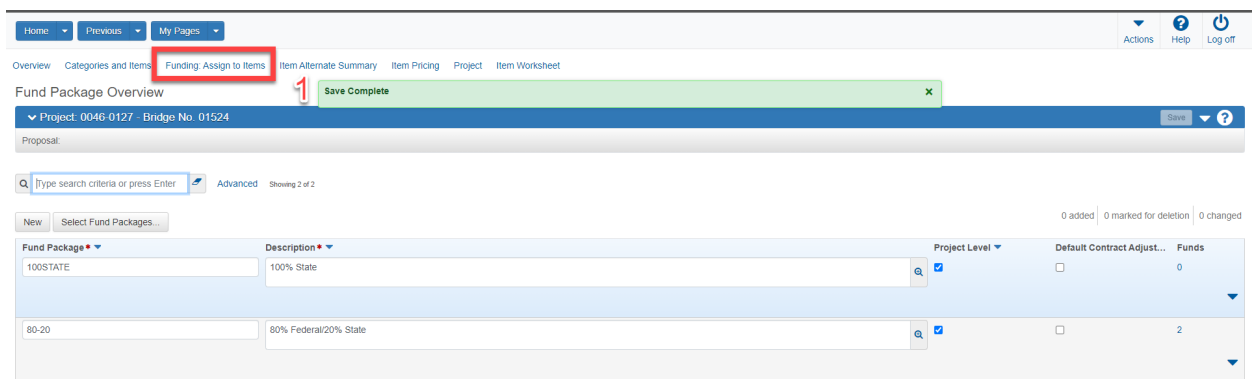 Home Previous My Pages Actions Help Log off
Overview Categories and Items Funding: Assign to Items Item Alternate Summary Item Pricing Project Item Worksheet
Fund Package Overview
1
Save Complete
Project: 0046-0127 - Bridge No. 01524 Save
Proposal:
Type search criteria or press Enter Advanced Showing 2 of 2
New Select Fund Packages... 0 added 0 marked for deletion 0 changed
Fund Package* Description* Project Level Default Contract Adjust... Funds
100STATE 100% State 0
80-20 80% Federal/20% State 2